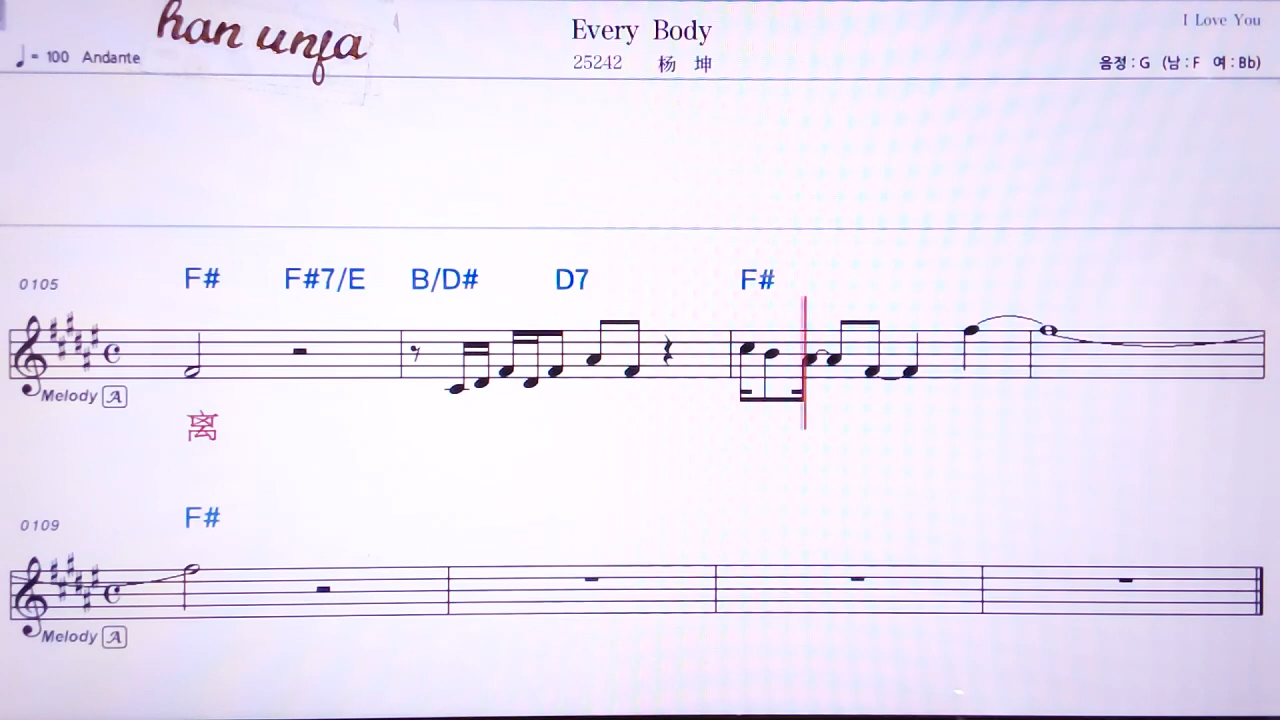 han unja
Every Body
I Love You
♩= 100 Andante
25242 杨 坤
음정 : G (남 : F 여 : Bb)
0105 F# F#7/E B/D# D7 F#
Melody A
离
0109 F#
Melody A